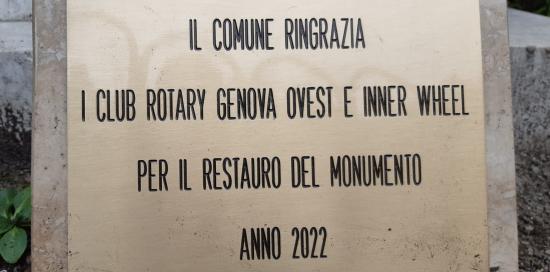 IL COMUNE RINGRAZIA
I CLUB ROTARY GENOVA OVEST E INNER WHEEL
PER IL RESTAURO DEL MONUMENTO
ANNO 2022